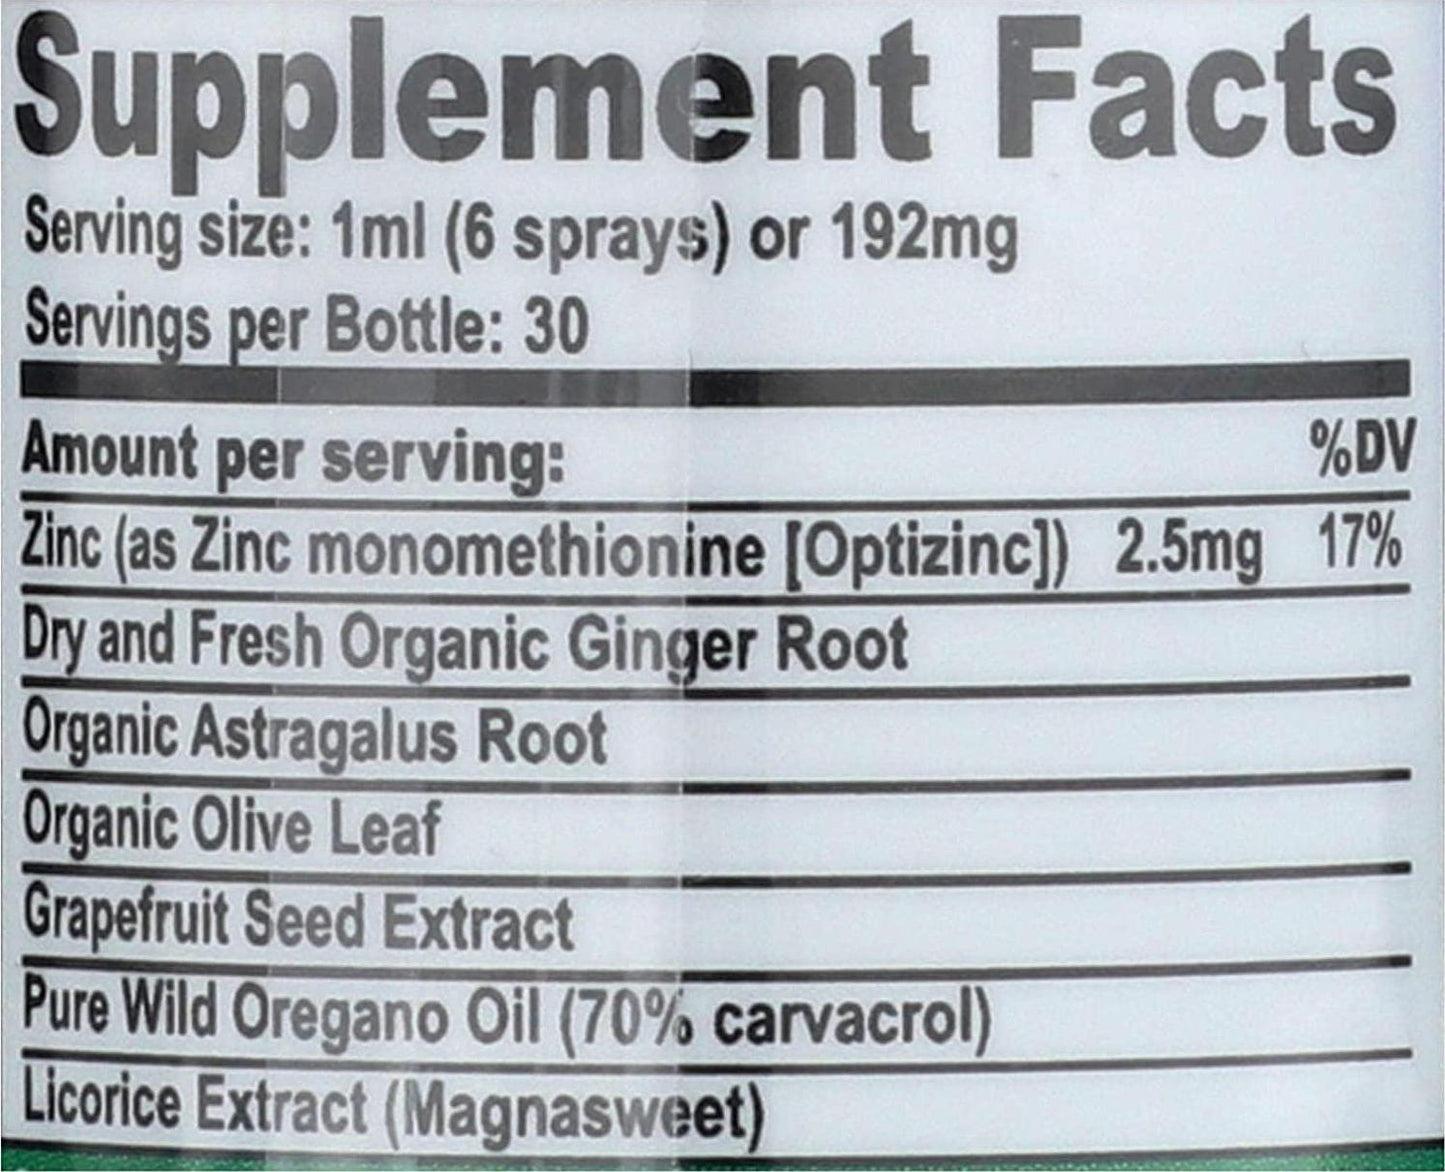 Supplement Facts
Serving size: 1ml (6 sprays) or 192mg
Servings per Bottle: 30
Amount per serving: %DV
Zinc (as Zinc monomethionine [Optizinc]) 2.5mg 17%
Dry and Fresh Organic Ginger Root
Organic Astragalus Root
Organic Olive Leaf
Grapefruit Seed Extract
Pure Wild Oregano Oil (70% carvacrol)
Licorice Extract (Magnasweet)